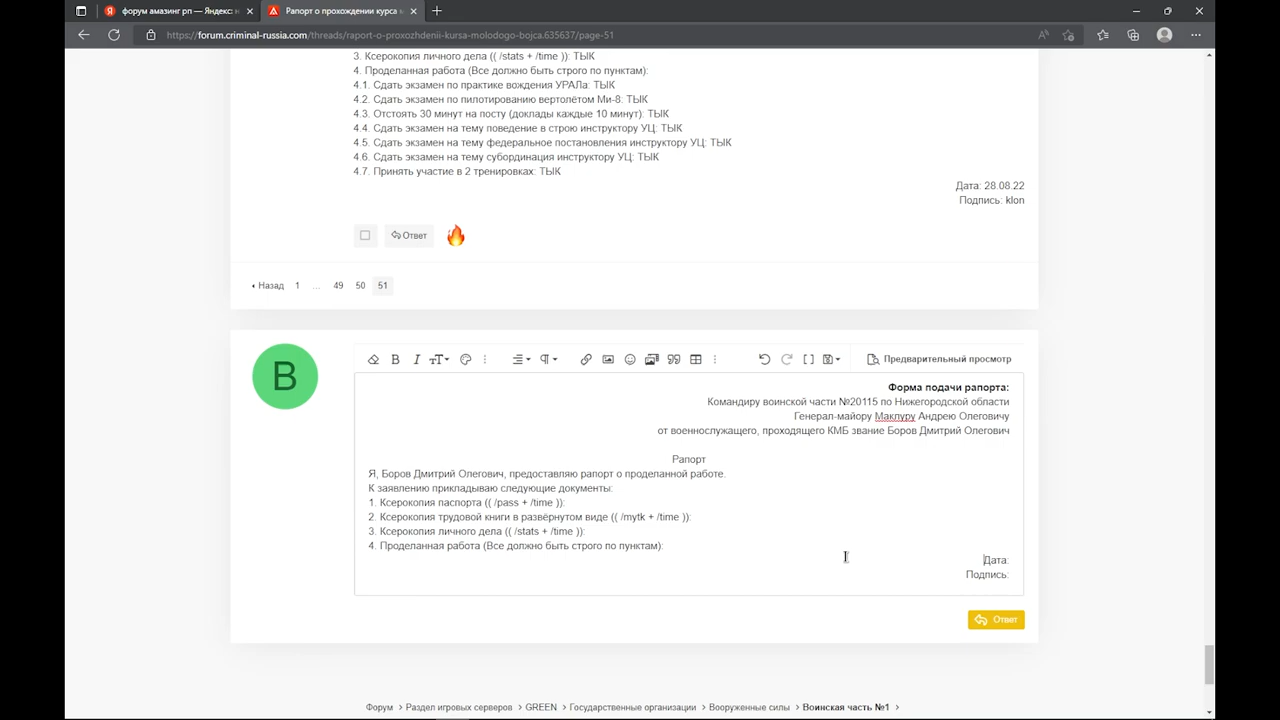 форум амазинг рп — Яндекс: н
Рапорт о прохождении курса м
https://forum.criminal-russia.com/threads/raport-o-proxozhdenii-kursa-molodogo-bojca.635637/page-51
3. Ксерокопия личного дела (( /stats + /time )): ТЫК
4. Проделанная работа (Все должно быть строго по пунктам):
4.1. Сдать экзамен по практике вождения УРАЛа: ТЫК
4.2. Сдать экзамен по пилотированию вертолётом Ми-8: ТЫК
4.3. Отстоять 30 минут на посту (доклады каждые 10 минут): ТЫК
4.4. Сдать экзамен на тему поведение в строю инструктору УЦ: ТЫК
4.5. Сдать экзамен на тему федеральное постановления инструктору УЦ: ТЫК
4.6. Сдать экзамен на тему субординация инструктору УЦ: ТЫК
4.7. Принять участие в 2 тренировках: ТЫК
Дата: 28.08.22
Подпись: klon
Ответ
Назад 1 ... 49 50 51
B
Предварительный просмотр
Форма подачи рапорта:
Командиру воинской части №20115 по Нижегородской области
Генерал-майору Маклуру Андрею Олеговичу
от военнослужащего, проходящего КМБ звание Боров Дмитрий Олегович
Рапорт
Я, Боров Дмитрий Олегович, предоставляю рапорт о проделанной работе.
К заявлению прикладываю следующие документы:
1. Ксерокопия паспорта (( /pass + /time )):
2. Ксерокопия трудовой книги в развёрнутом виде (( /mytk + /time )):
3. Ксерокопия личного дела (( /stats + /time )):
4. Проделанная работа (Все должно быть строго по пунктам):
Дата:
Подпись:
Ответ
Форум > Раздел игровых серверов > GREEN > Государственные организации > Вооруженные силы > Воинская часть №1 >